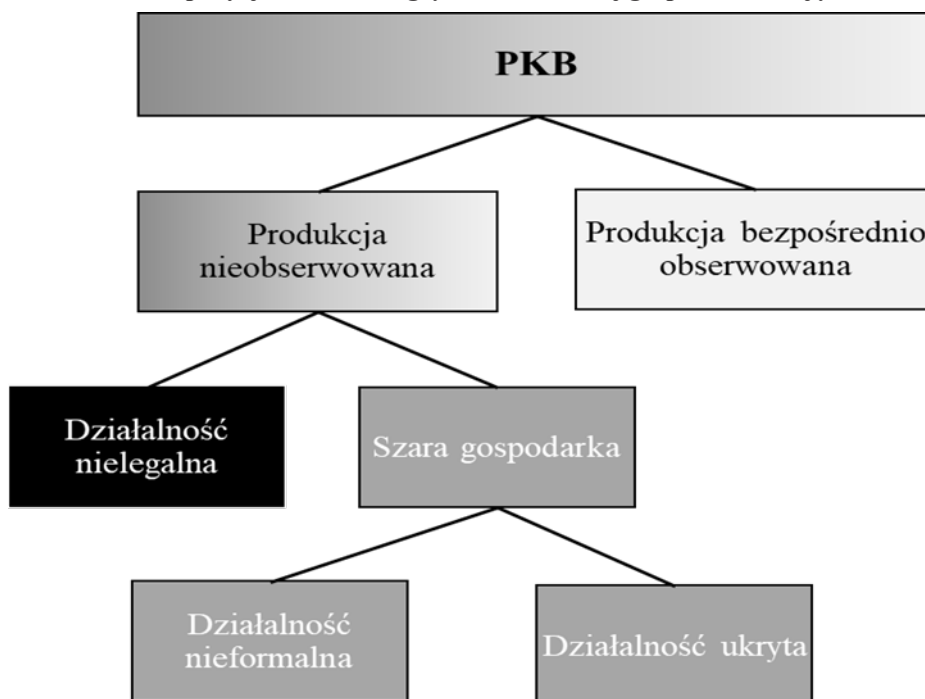 PKB
Produkcja
nieobserwowana
Produkcja bezpośrednio
obserwowana
Działalność
nielegalna
Szara gospodarka
Działalność
nieformalna
Działalność ukryta